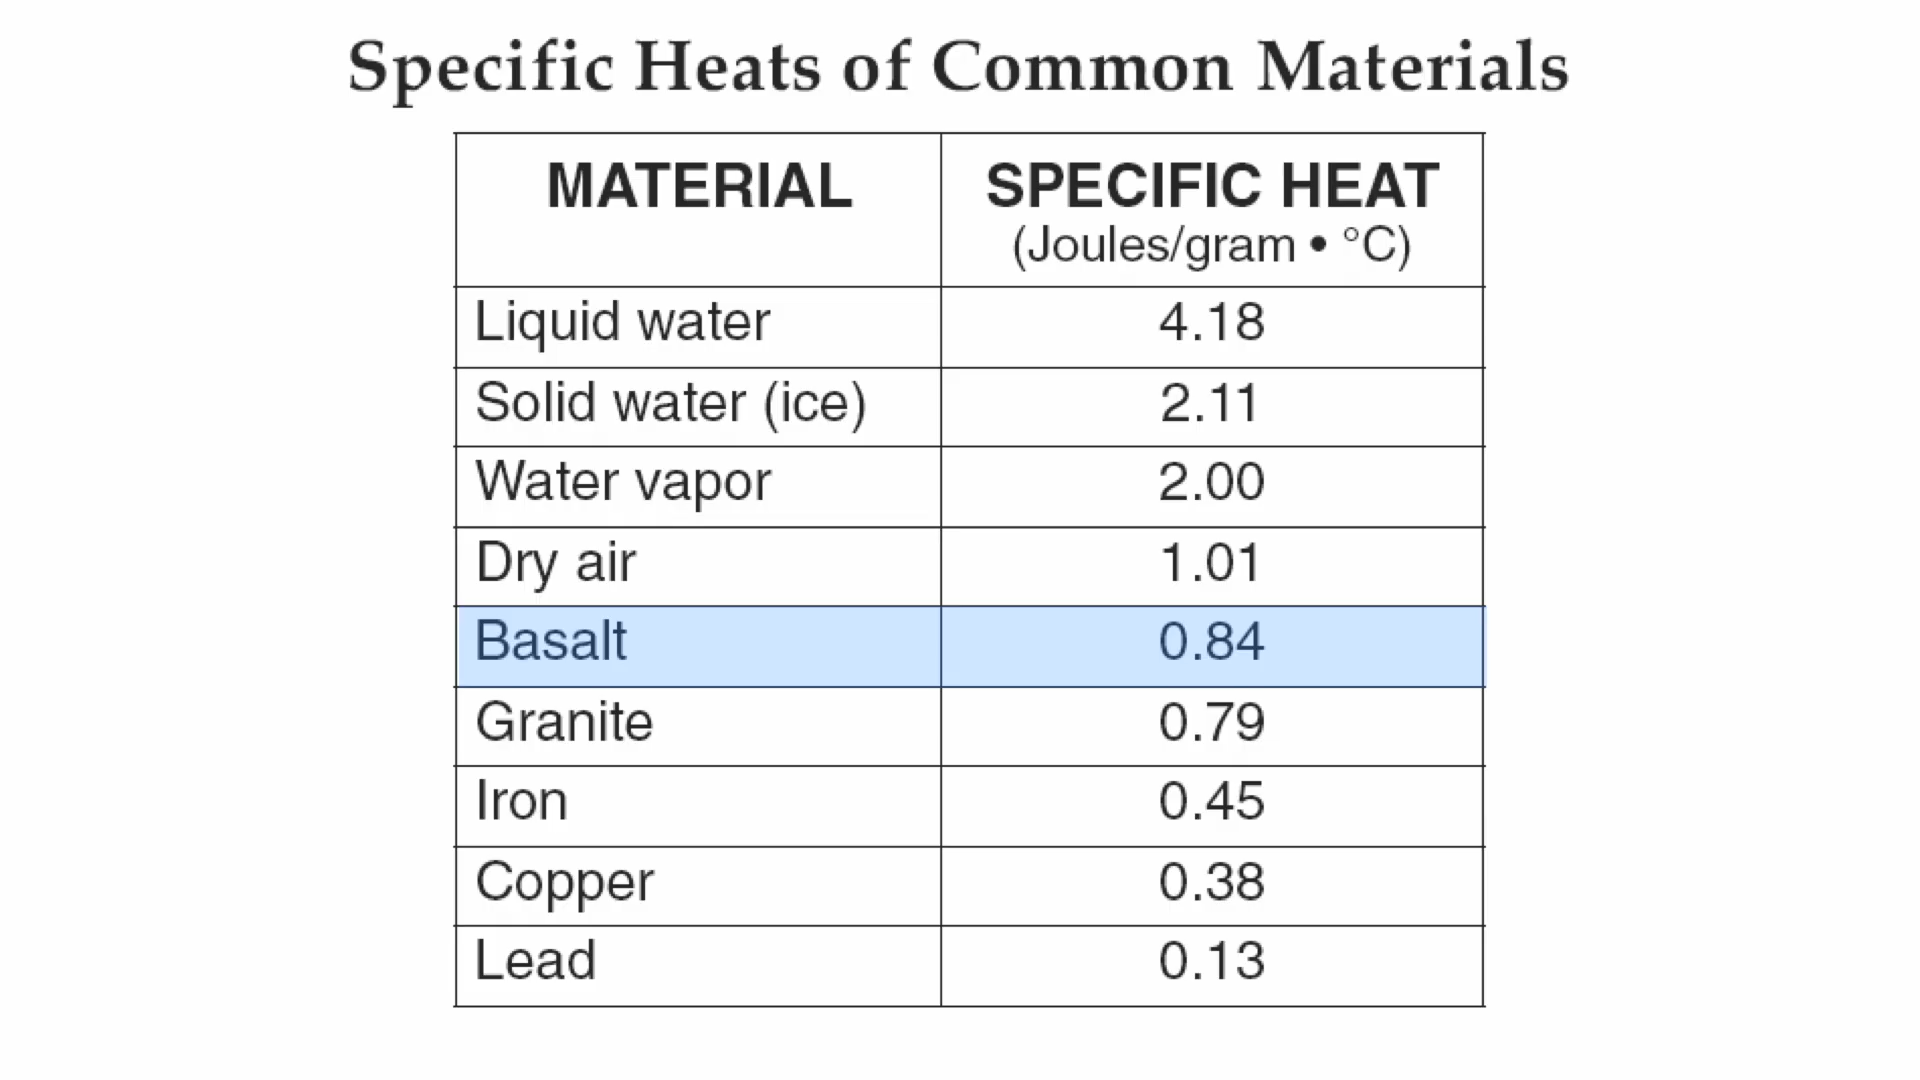 Specific Heats of Common Materials
MATERIAL SPECIFIC HEAT
(Joules/gram • °C)
Liquid water 4.18
Solid water (ice) 2.11
Water vapor 2.00
Dry air 1.01
Basalt 0.84
Granite 0.79
Iron 0.45
Copper 0.38
Lead 0.13